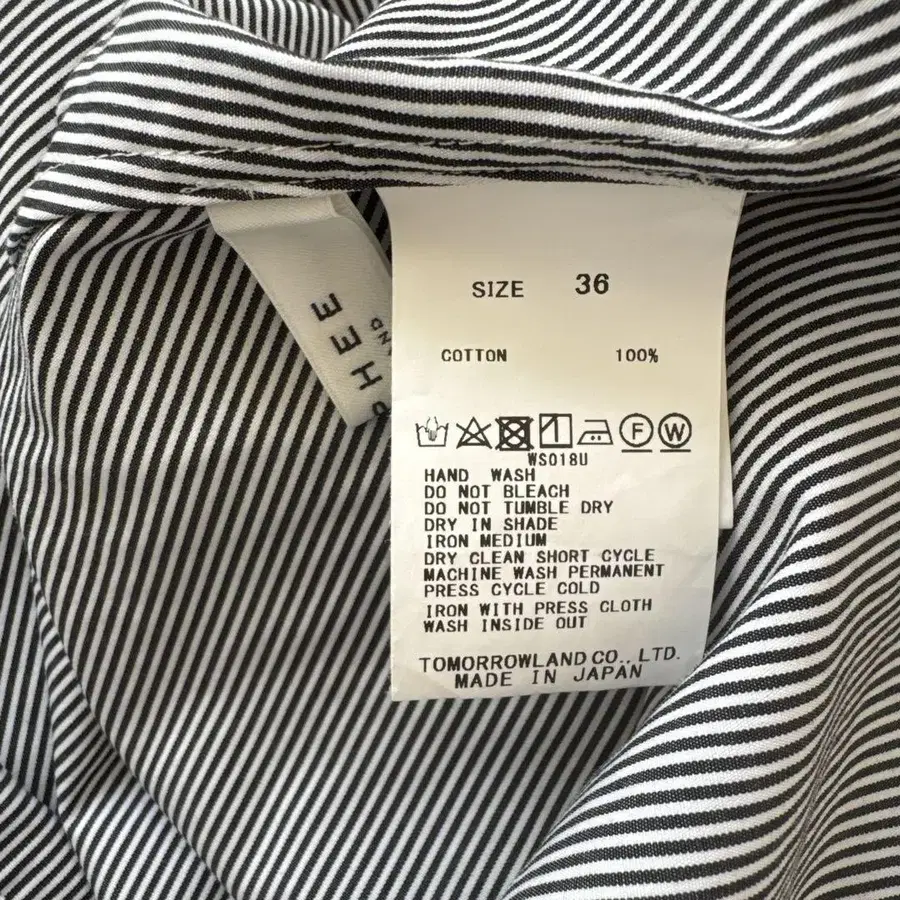 SIZE 36
COTTON 100%
F W
WS018U
HAND WASH
DO NOT BLEACH
DO NOT TUMBLE DRY
DRY IN SHADE
IRON MEDIUM
DRY CLEAN SHORT CYCLE
MACHINE WASH PERMANENT
PRESS CYCLE COLD
IRON WITH PRESS CLOTH
WASH INSIDE OUT
TOMORROWLAND CO., LTD.
MADE IN JAPAN
PHEE